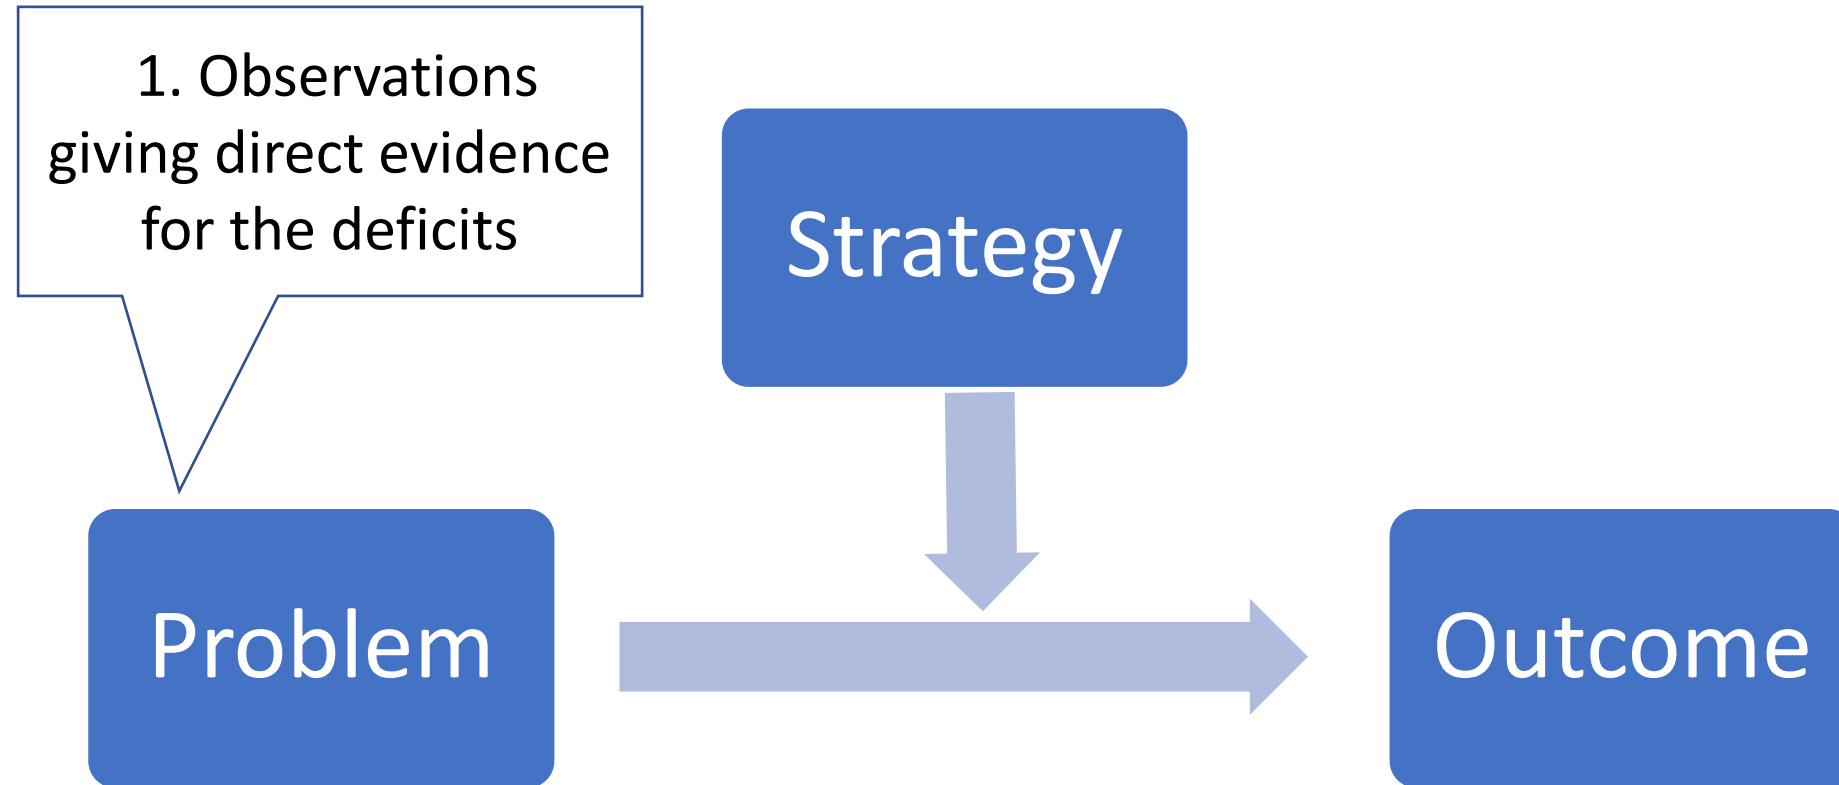 1. Observations
giving direct evidence
for the deficits
Strategy
Problem
Outcome